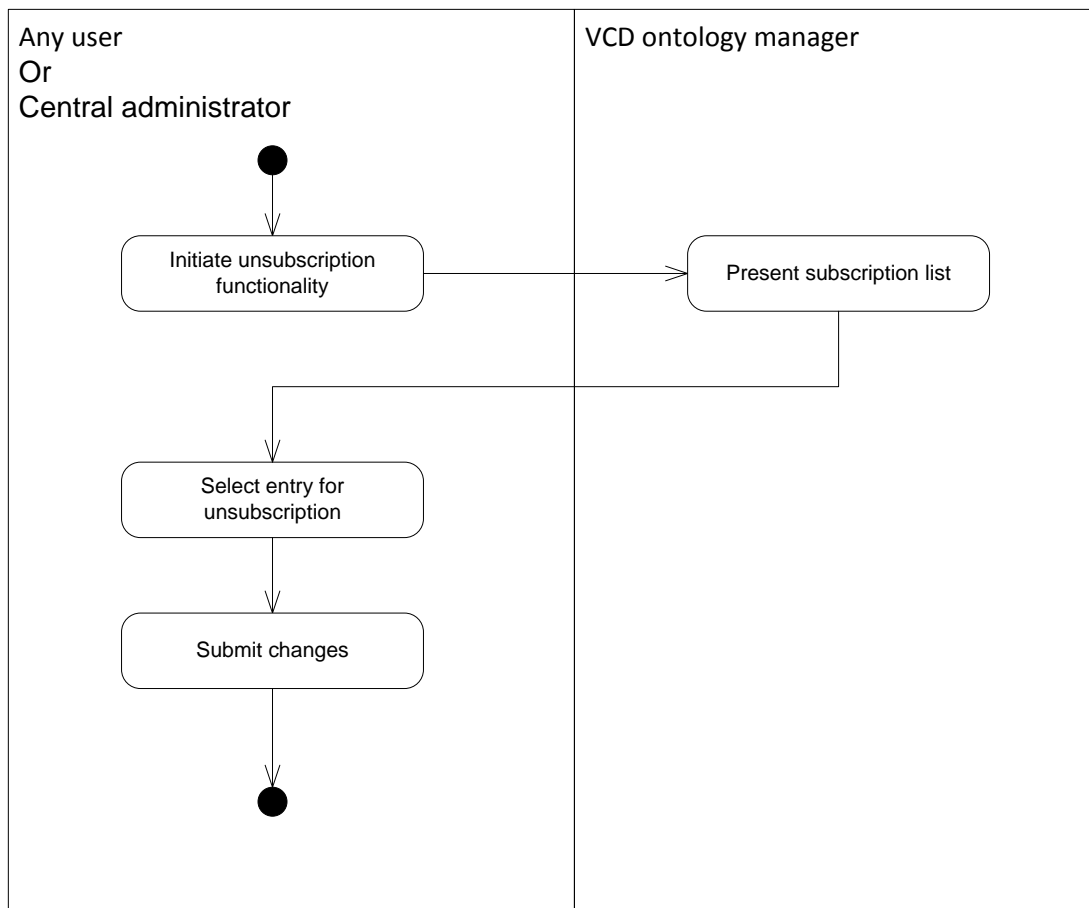 Any user
Or
Central administrator
VCD ontology manager
Initiate unsubscription
functionality
Present subscription list
Select entry for
unsubscription
Submit changes